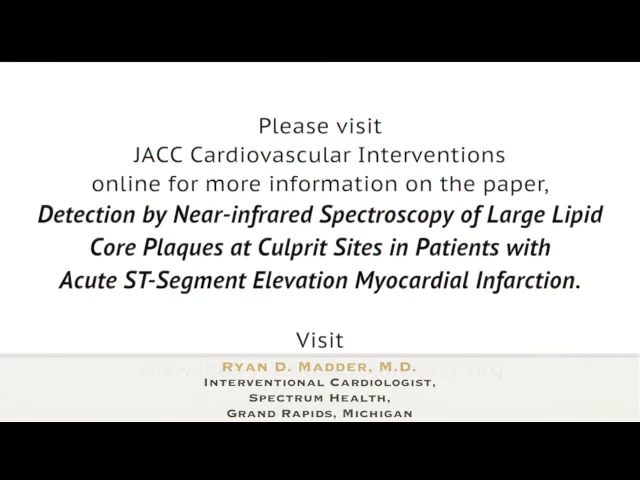 Please visit
JACC Cardiovascular Interventions
online for more information on the paper,
Detection by Near-infrared Spectroscopy of Large Lipid
Core Plaques at Culprit Sites in Patients with
Acute ST-Segment Elevation Myocardial Infarction.
Visit
Ryan D. Madder, M.D.
Interventional Cardiologist,
Spectrum Health,
Grand Rapids, Michigan